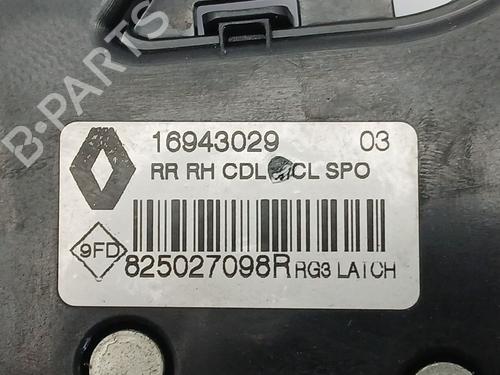 B-PARTS
16943029 03
RR RH CDL CL SPO
9FD
825027098R RG3 LATCH